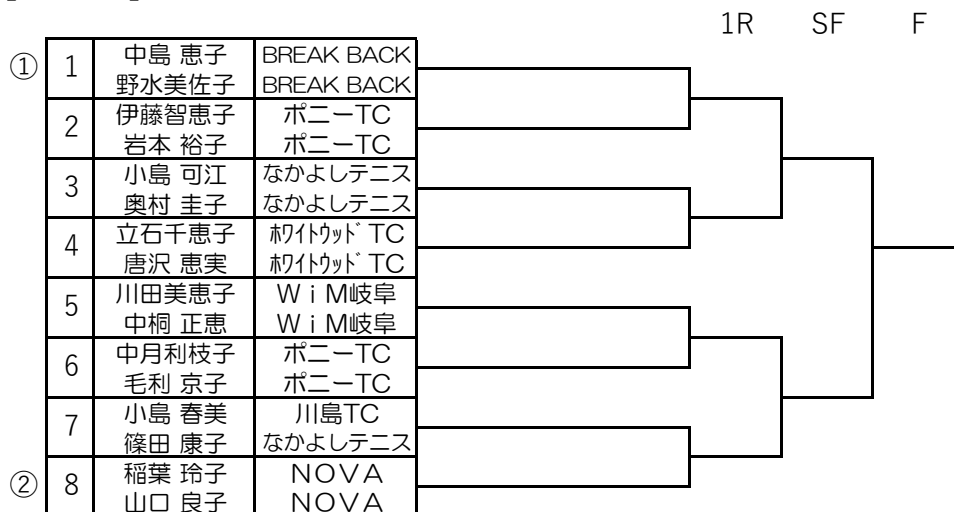 1R SF F
① 1 中島 恵子 BREAK BACK
野水美佐子 BREAK BACK
2 伊藤智恵子 ポニーTC
岩本 裕子 ポニーTC
3 小島 可江 なかよしテニス
奥村 圭子 なかよしテニス
4 立石千恵子 ﾎﾜｲﾄｳｯﾄﾞTC
唐沢 恵実 ﾎﾜｲﾄｳｯﾄﾞTC
5 川田美恵子 ＷｉＭ岐阜
中桐 正恵 ＷｉＭ岐阜
6 中月利枝子 ポニーTC
毛利 京子 ポニーTC
7 小島 春美 川島TC
篠田 康子 なかよしテニス
② 8 稲葉 玲子 ＮＯＶＡ
山口 良子 ＮＯＶＡ